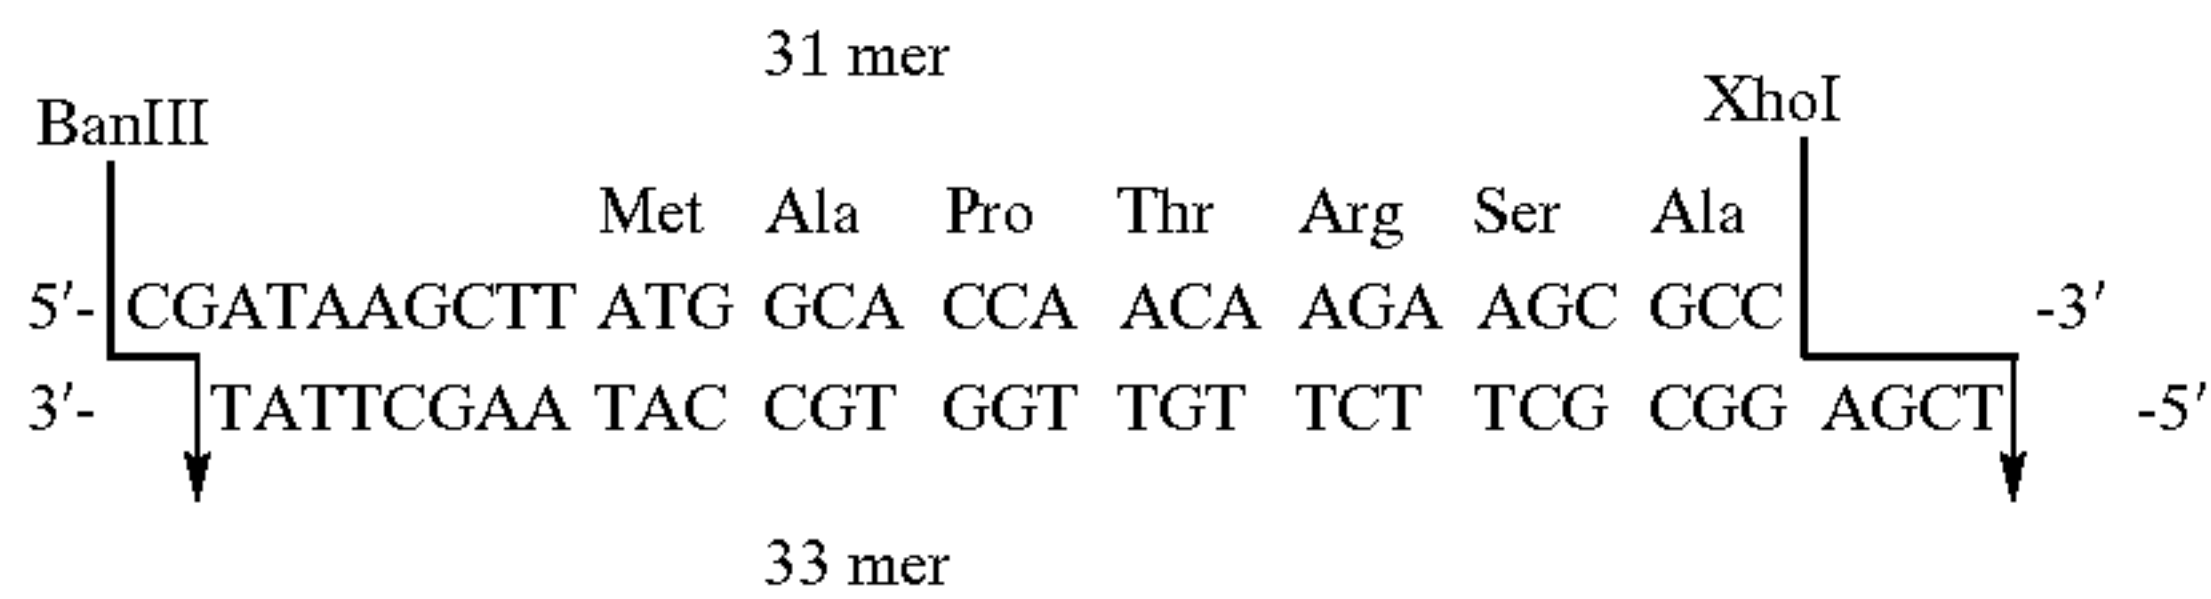 31 mer
BanIII
XhoI
Met Ala Pro Thr Arg Ser Ala
5′- CGATAAGCTT ATG GCA CCA ACA AGA AGC GCC -3′
3′- TATTCGAA TAC CGT GGT TGT TCT TCG CGG AGCT -5′
33 mer